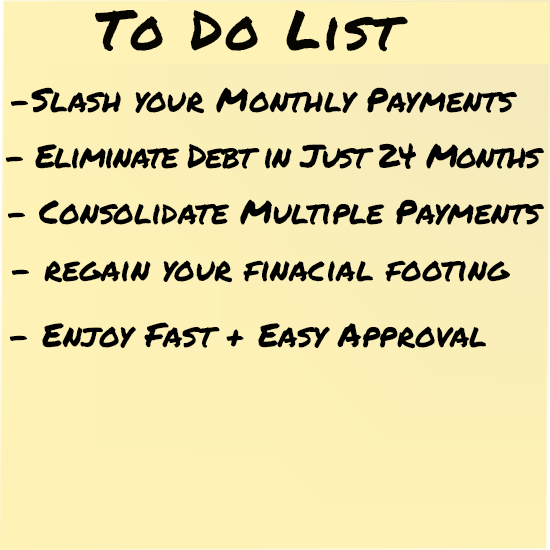 To Do List
-Slash your Monthly Payments
- Eliminate Debt in Just 24 Months
- Consolidate Multiple Payments
- regain your finacial footing
- Enjoy Fast + Easy Approval